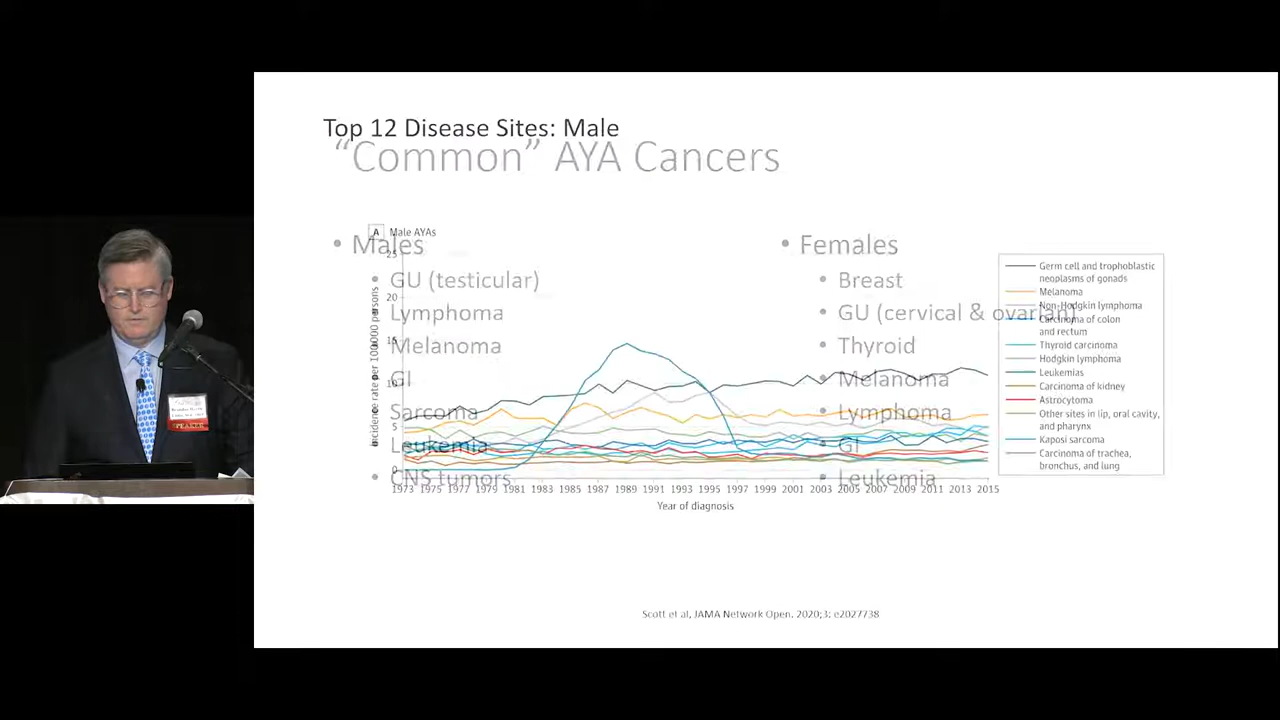 Top 12 Disease Sites: Male
“Common” AYA Cancers
• Males
• GU (testicular)
• Lymphoma
• Melanoma
• GI
• Sarcoma
• Leukemia
• CNS tumors
• Females
• Breast
• GU (cervical & ovarian)
• Thyroid
• Melanoma
• Lymphoma
• GI
• Leukemia
A Male AYAs
Incidence rate per 100000 persons
25
20
15
10
5
1
0
1973 1975 1977 1979 1981 1983 1985 1987 1989 1991 1993 1995 1997 1999 2001 2003 2005 2007 2009 2011 2013 2015
Year of diagnosis
Germ cell and trophoblastic
neoplasms of gonads
Melanoma
Non-Hodgkin lymphoma
Carcinoma of colon
and rectum
Thyroid carcinoma
Hodgkin lymphoma
Leukemias
Carcinoma of kidney
Astrocytoma
Other sites in lip, oral cavity,
and pharynx
Kaposi sarcoma
Carcinoma of trachea,
bronchus, and lung
Scott et al, JAMA Network Open. 2020;3: e2027738
SPEAKER